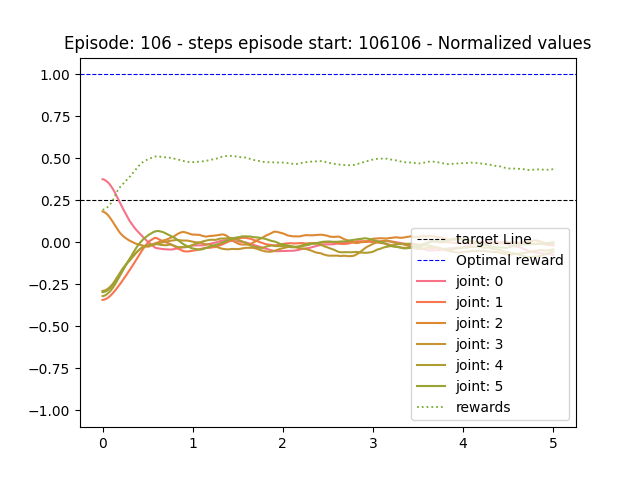 Episode: 106 - steps episode start: 106106 - Normalized values
1.00
0.75
0.50
0.25
0.00
−0.25
−0.50
−0.75
−1.00
target Line
Optimal reward
joint: 0
joint: 1
joint: 2
joint: 3
joint: 4
joint: 5
rewards
0 1 2 3 4 5